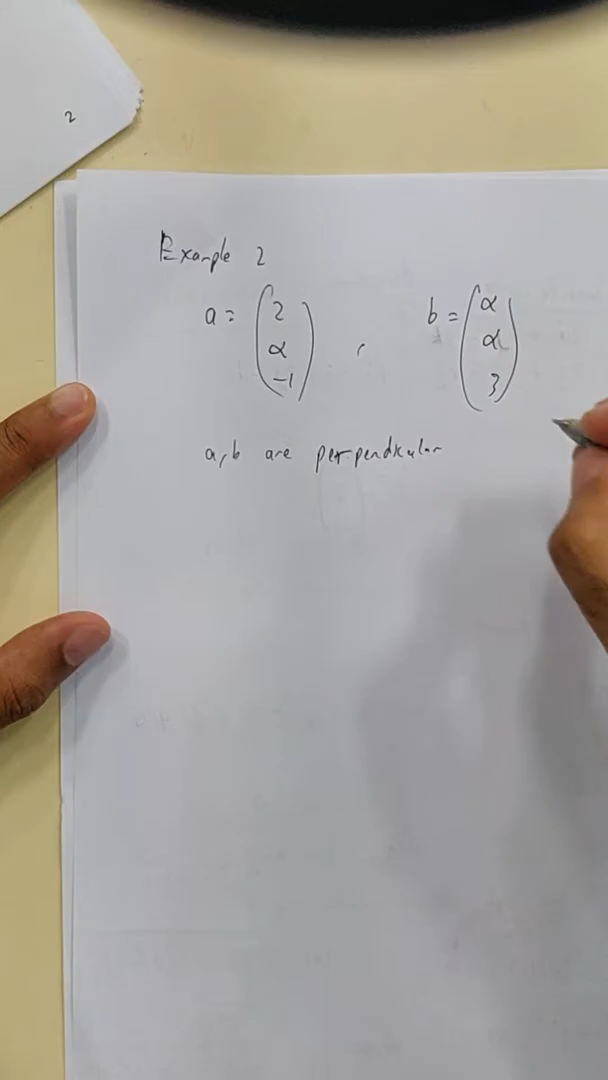 2
Example 2
a = (2 α -1) , b = (α α 3)
a, b are perpendicular